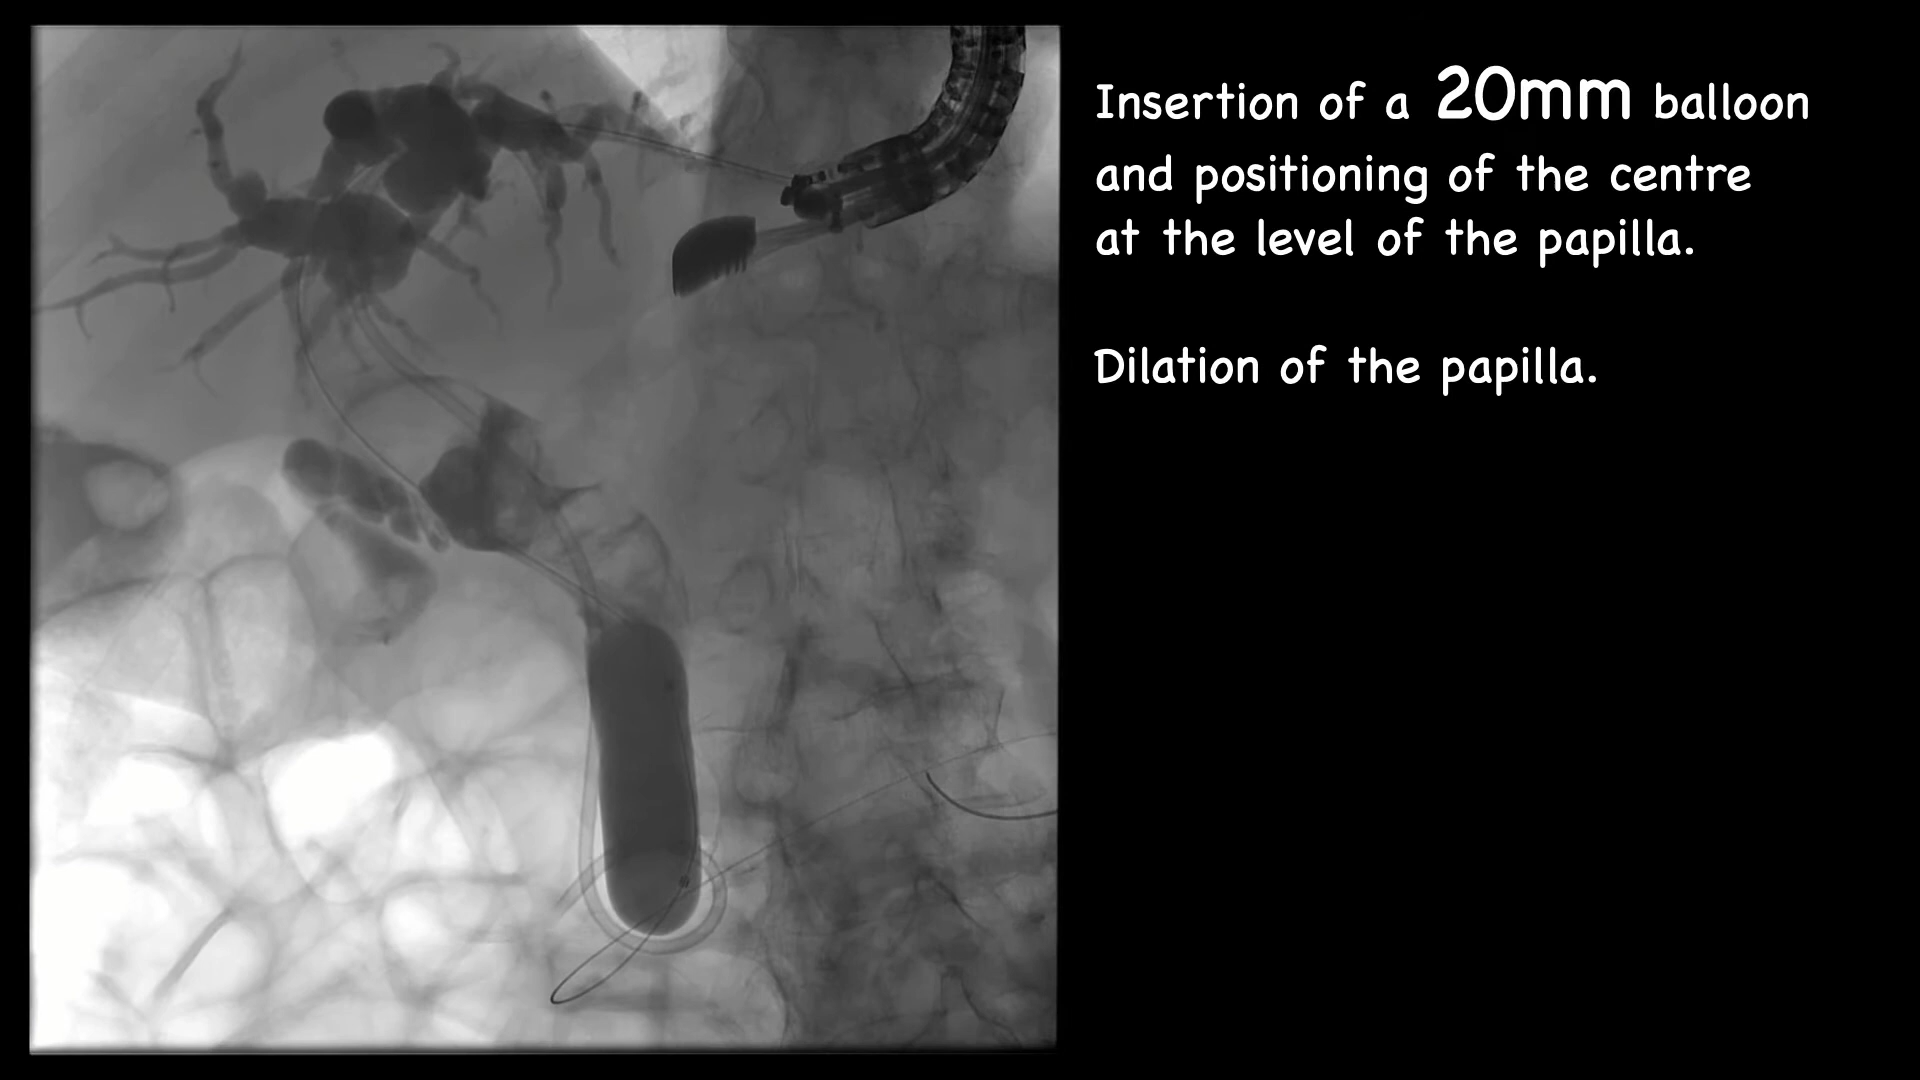 Insertion of a 20mm balloon
and positioning of the centre
at the level of the papilla.
Dilation of the papilla.